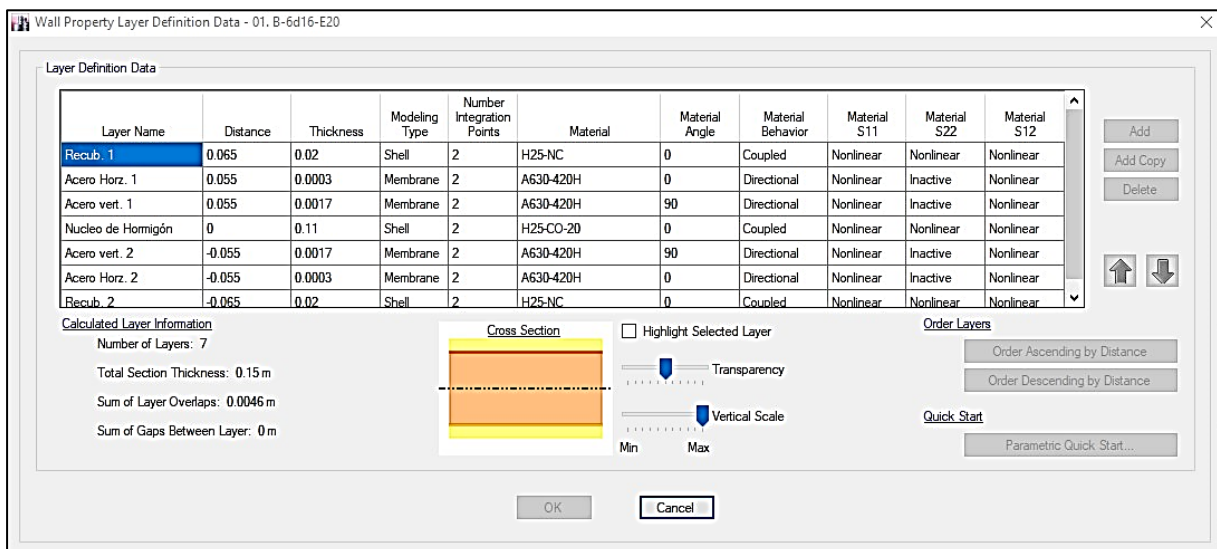 Wall Property Layer Definition Data - 01. B-6d16-E20
Layer Definition Data
Layer Name Distance Thickness Modeling Type Number Integration Points Material Material Angle Material Behavior Material S11 Material S22 Material S12
Recub. 1 0.065 0.02 Shell 2 H25-NC 0 Coupled Nonlinear Nonlinear Nonlinear
Acero Horz. 1 0.055 0.0003 Membrane 2 A630-420H 0 Directional Nonlinear Inactive Nonlinear
Acero vert. 1 0.055 0.0017 Membrane 2 A630-420H 90 Directional Nonlinear Inactive Nonlinear
Nucleo de Hormigón 0 0.11 Shell 2 H25-CO-20 0 Coupled Nonlinear Nonlinear Nonlinear
Acero vert. 2 -0.055 0.0017 Membrane 2 A630-420H 90 Directional Nonlinear Inactive Nonlinear
Acero Horz. 2 -0.055 0.0003 Membrane 2 A630-420H 0 Directional Nonlinear Inactive Nonlinear
Recub. 2 -0.065 0.02 Shell 2 H25-NC 0 Coupled Nonlinear Nonlinear Nonlinear
Add
Add Copy
Delete
Calculated Layer Information
Number of Layers: 7
Total Section Thickness: 0.15 m
Sum of Layer Overlaps: 0.0046 m
Sum of Gaps Between Layer: 0 m
Cross Section
Highlight Selected Layer
Transparency
Vertical Scale
Min Max
Order Layers
Order Ascending by Distance
Order Descending by Distance
Quick Start
Parametric Quick Start...
OK
Cancel